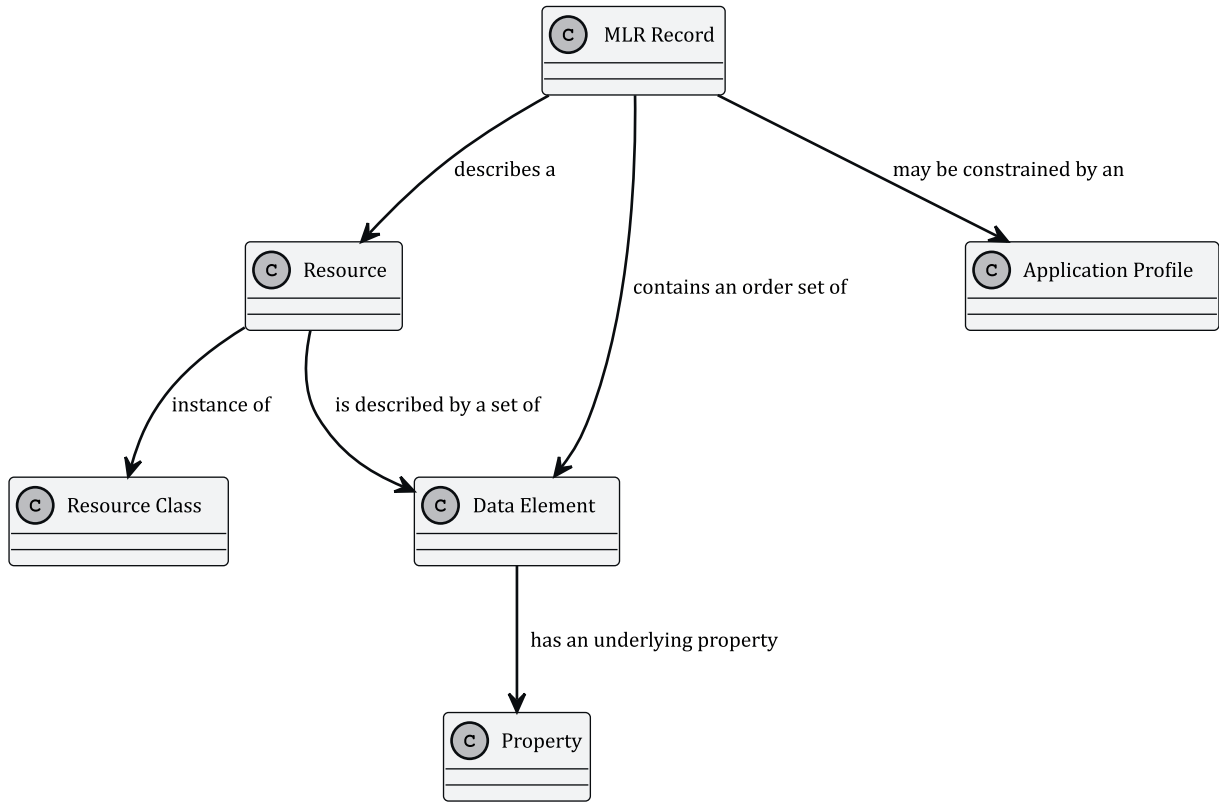 C MLR Record
describes a
may be constrained by an
C Resource
contains an order set of
C Application Profile
instance of
is described by a set of
C Resource Class
C Data Element
has an underlying property
C Property